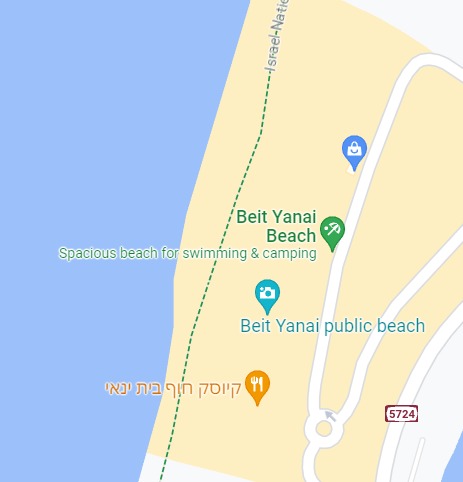 Israel-Natio
Beit Yanai
Beach
Spacious beach for swimming & camping
Beit Yanai public beach
קיוסק חוף בית ינאי
5724